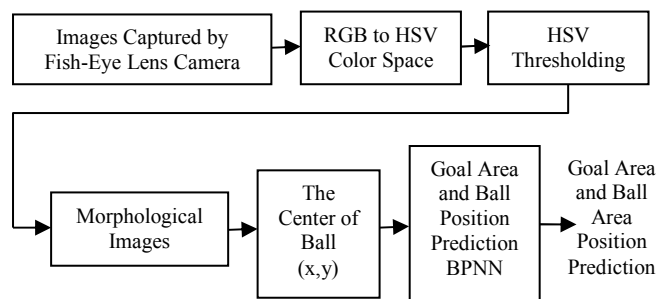 Images Captured by
Fish-Eye Lens Camera
RGB to HSV
Color Space
HSV
Thresholding
Morphological
Images
The
Center of
Ball
(x,y)
Goal Area
and Ball
Position
Prediction
BPNN
Goal Area
and Ball
Area
Position
Prediction